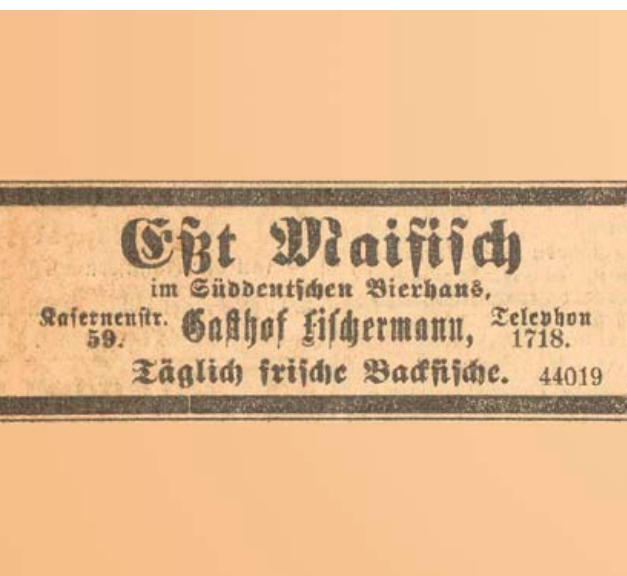 Eßt Maifisch
im Süddeutschen Bierhaus,
Kasernenstr.
59.
Gasthof Fischermann,
Telephon
1718.
Täglich frische Backfische. 44019